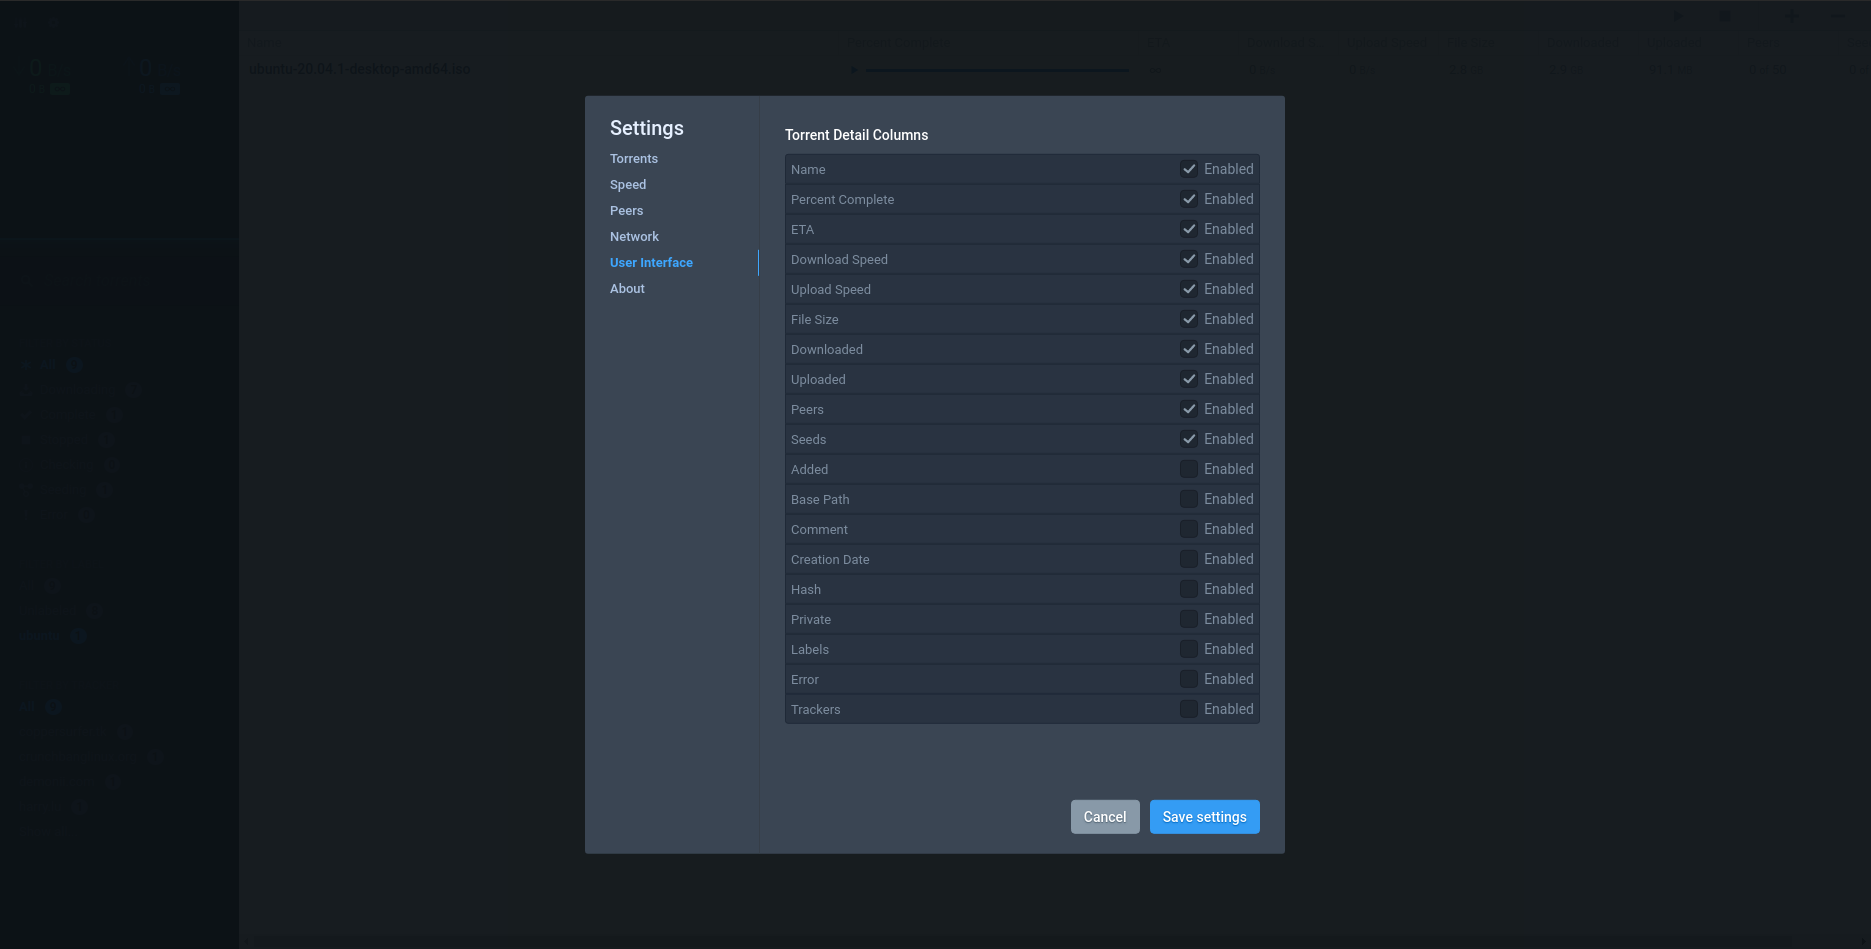 Name
ubuntu-20.04.1-desktop-amd64.iso
Settings
Torrents
Speed
Peers
Network
User Interface
About
Torrent Detail Columns
Name Enabled
Percent Complete Enabled
ETA Enabled
Download Speed Enabled
Upload Speed Enabled
File Size Enabled
Downloaded Enabled
Uploaded Enabled
Peers Enabled
Seeds Enabled
Added Enabled
Base Path Enabled
Comment Enabled
Creation Date Enabled
Hash Enabled
Private Enabled
Labels Enabled
Error Enabled
Trackers Enabled
Cancel Save settings